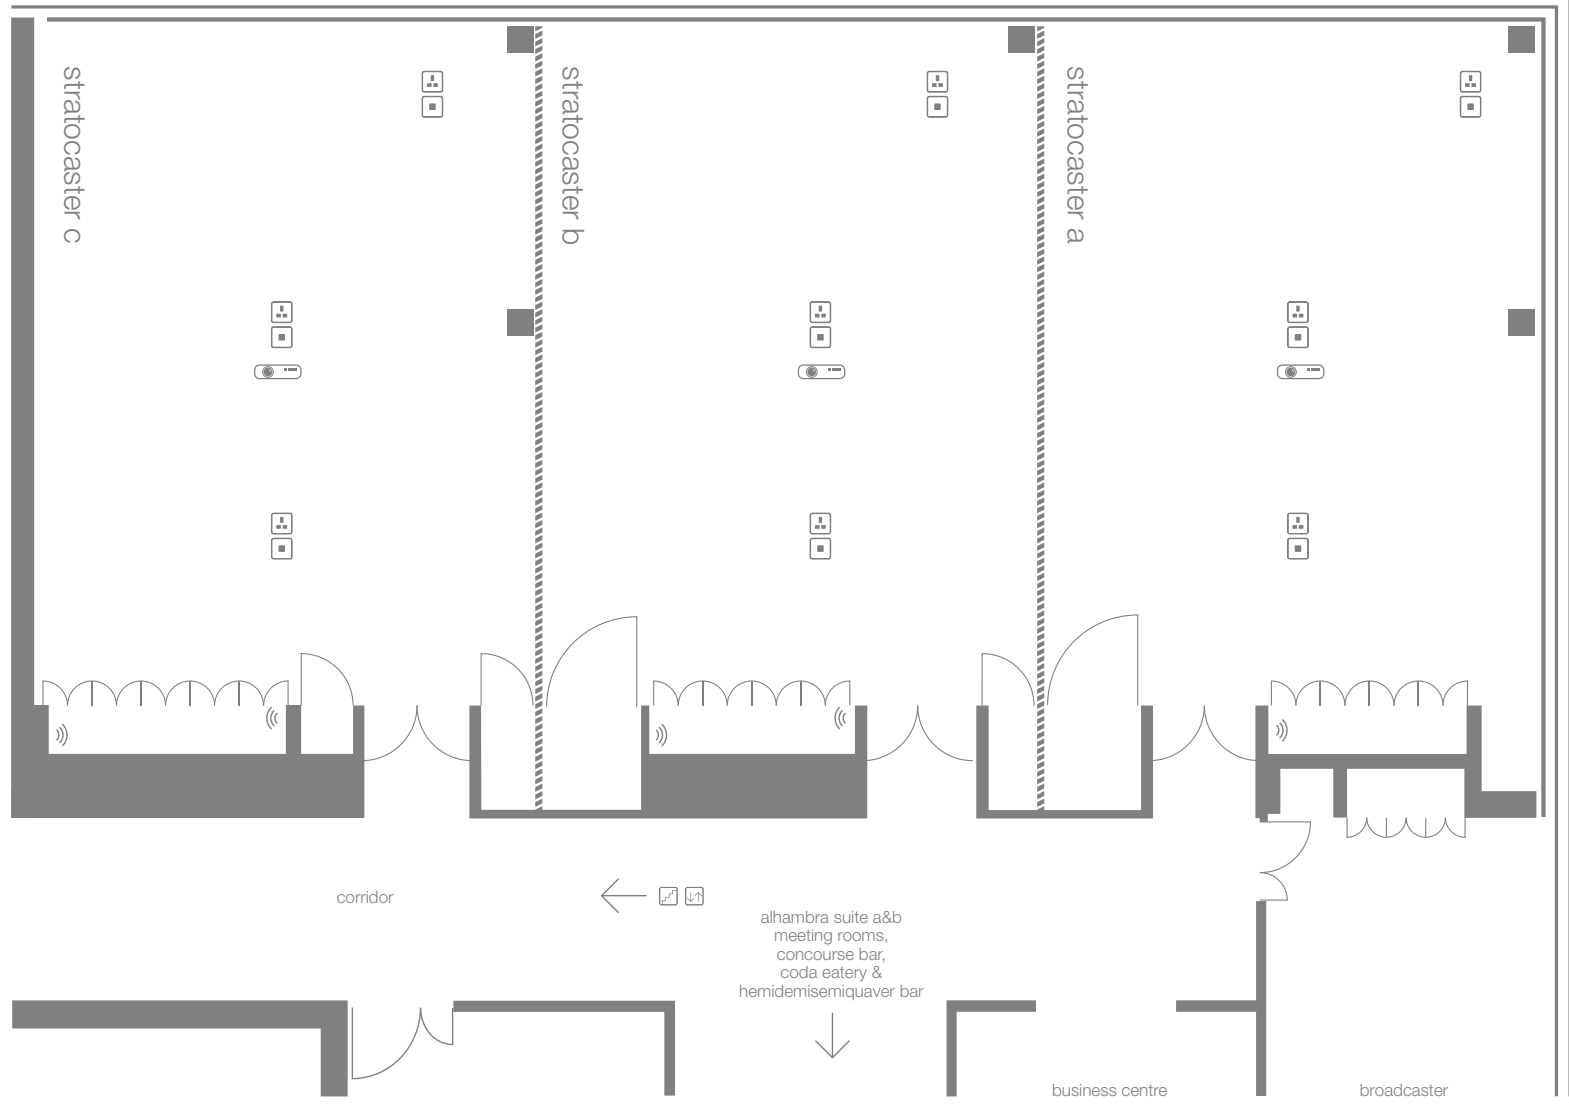 stratocaster c
stratocaster b
stratocaster a
corridor
alhambra suite a&b
meeting rooms,
concourse bar,
coda eatery &
hemidemisemiquaver bar
business centre
broadcaster